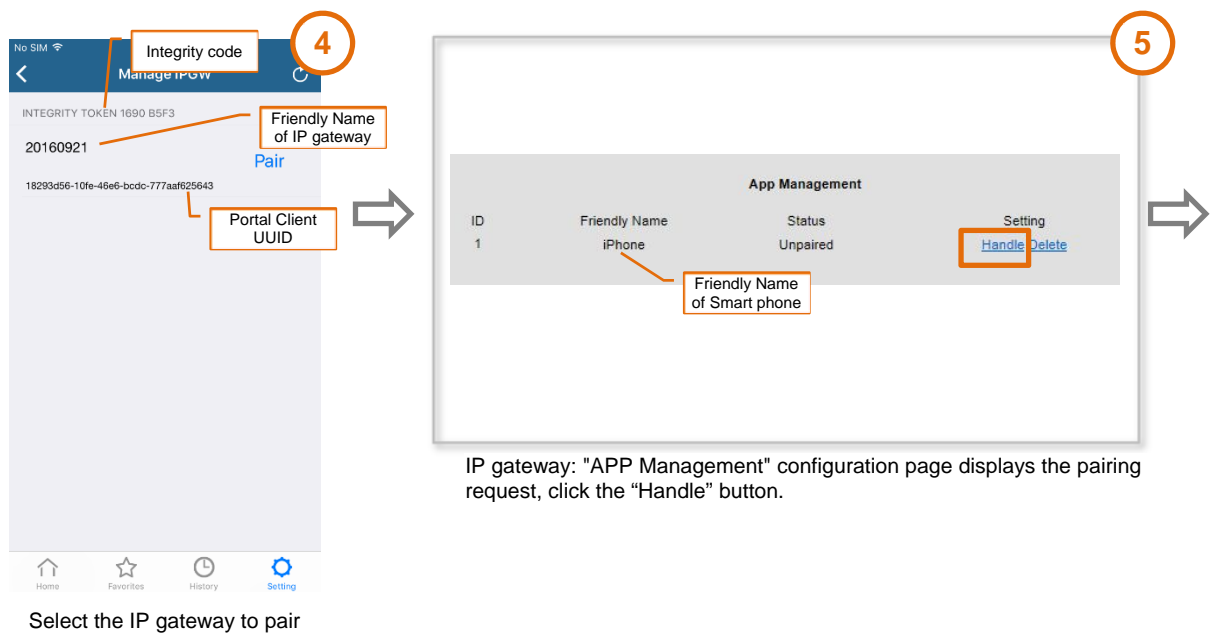 No SIM
Integrity code
4
Manage IPGW
INTEGRITY TOKEN 1690 B5F3
Friendly Name
of IP gateway
20160921
Pair
18293d56-10fe-46e6-bcdc-777aaf625643
Portal Client
UUID
Home
Favorites
History
Setting
Select the IP gateway to pair
5
App Management
ID Friendly Name Status Setting
1 iPhone Unpaired Handle Delete
Friendly Name
of Smart phone
IP gateway: "APP Management" configuration page displays the pairing
request, click the “Handle” button.